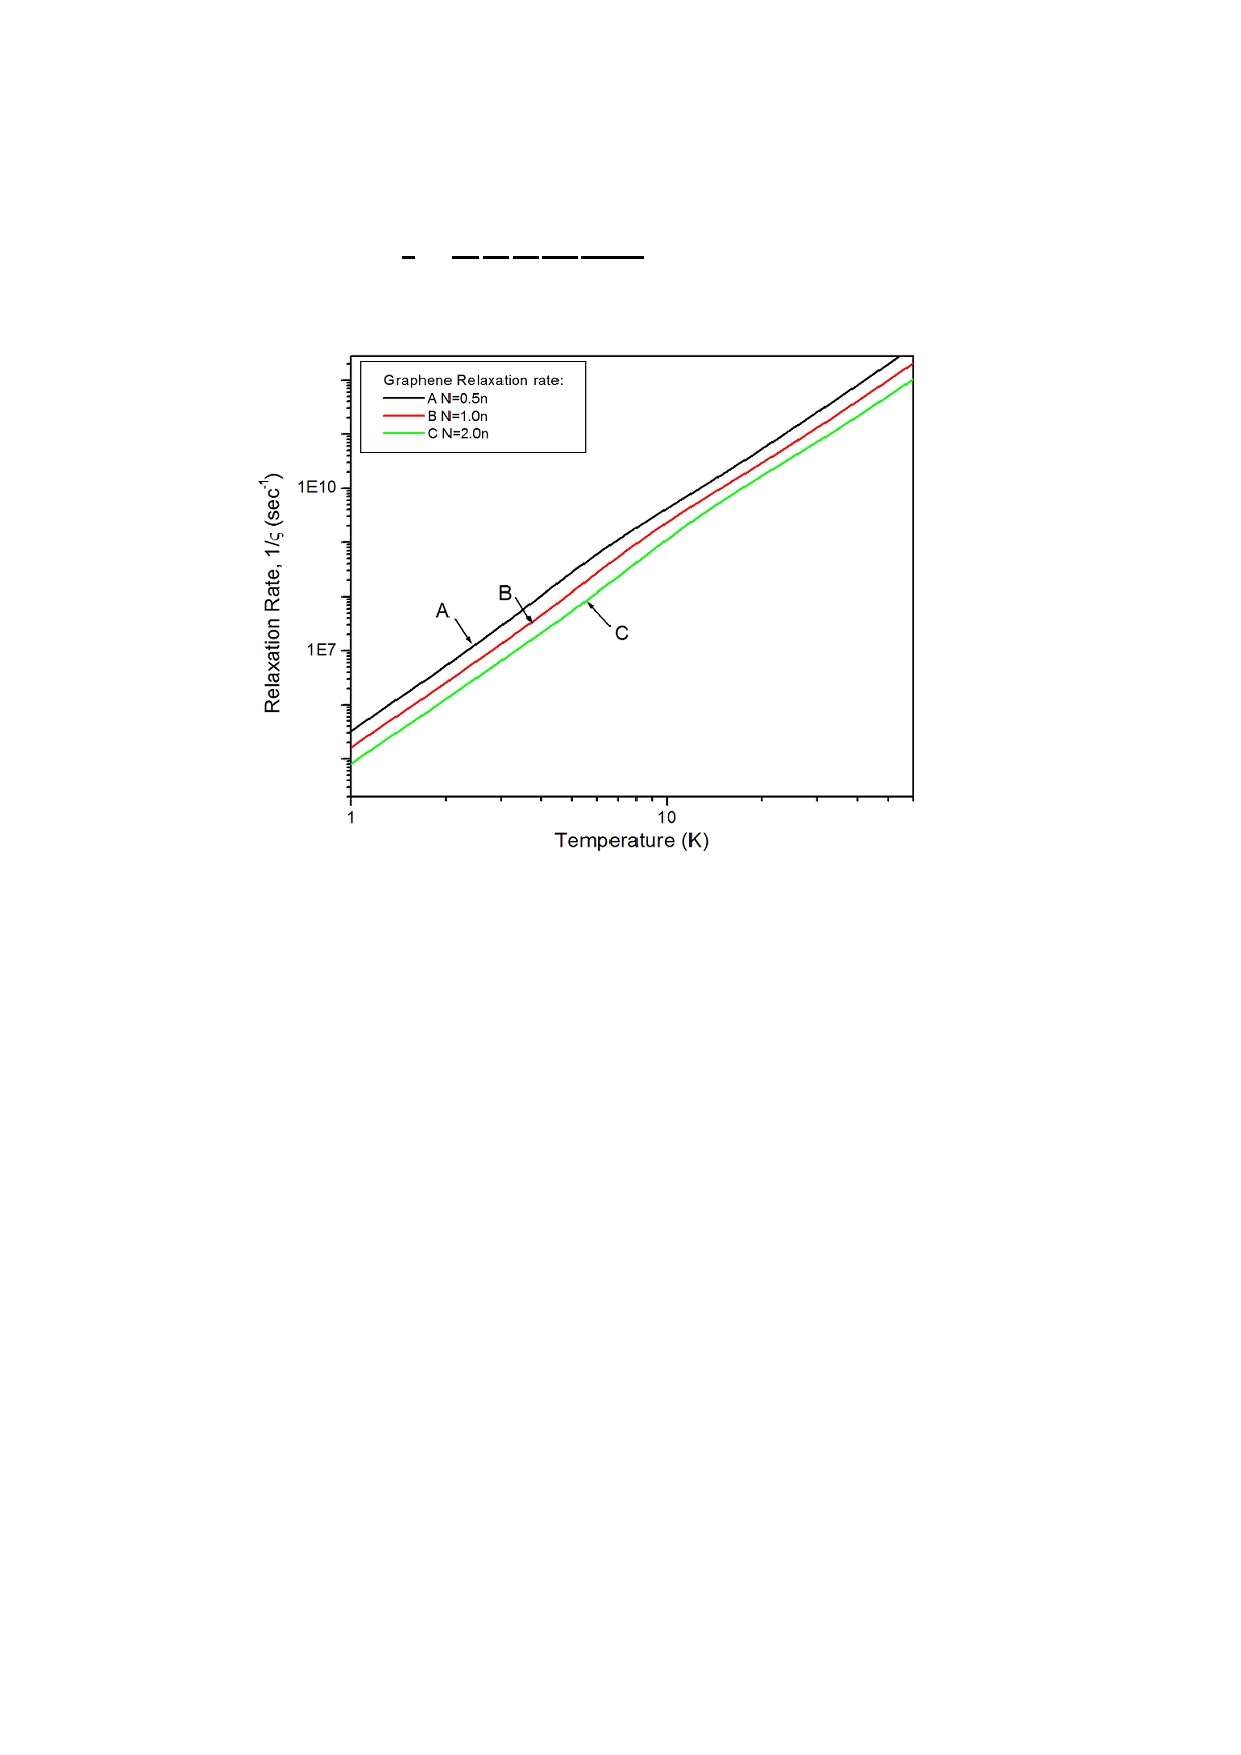 Graphene Relaxation rate:
A N=0.5n
B N=1.0n
C N=2.0n
Relaxation Rate, 1/ς (sec⁻¹)
1E10
1E7
A
B
C
1
10
Temperature (K)